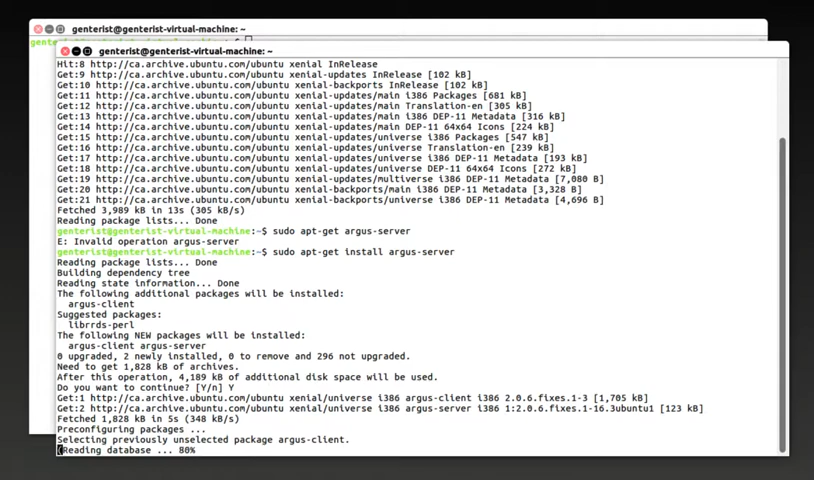 genterist@genterist-virtual-machine: ~
gente
genterist@genterist-virtual-machine: ~
Hit:8 http://ca.archive.ubuntu.com/ubuntu xenial InRelease
Get:9 http://ca.archive.ubuntu.com/ubuntu xenial-updates InRelease [102 kB]
Get:10 http://ca.archive.ubuntu.com/ubuntu xenial-backports InRelease [102 kB]
Get:11 http://ca.archive.ubuntu.com/ubuntu xenial-updates/main i386 Packages [681 kB]
Get:12 http://ca.archive.ubuntu.com/ubuntu xenial-updates/main Translation-en [305 kB]
Get:13 http://ca.archive.ubuntu.com/ubuntu xenial-updates/main i386 DEP-11 Metadata [316 kB]
Get:14 http://ca.archive.ubuntu.com/ubuntu xenial-updates/main DEP-11 64x64 Icons [224 kB]
Get:15 http://ca.archive.ubuntu.com/ubuntu xenial-updates/universe i386 Packages [547 kB]
Get:16 http://ca.archive.ubuntu.com/ubuntu xenial-updates/universe Translation-en [239 kB]
Get:17 http://ca.archive.ubuntu.com/ubuntu xenial-updates/universe i386 DEP-11 Metadata [193 kB]
Get:18 http://ca.archive.ubuntu.com/ubuntu xenial-updates/universe DEP-11 64x64 Icons [272 kB]
Get:19 http://ca.archive.ubuntu.com/ubuntu xenial-updates/multiverse i386 DEP-11 Metadata [7,080 B]
Get:20 http://ca.archive.ubuntu.com/ubuntu xenial-backports/main i386 DEP-11 Metadata [3,328 B]
Get:21 http://ca.archive.ubuntu.com/ubuntu xenial-backports/universe i386 DEP-11 Metadata [4,696 B]
Fetched 3,989 kB in 13s (305 kB/s)
Reading package lists... Done
genterist@genterist-virtual-machine:~$ sudo apt-get argus-server
E: Invalid operation argus-server
genterist@genterist-virtual-machine:~$ sudo apt-get install argus-server
Reading package lists... Done
Building dependency tree
Reading state information... Done
The following additional packages will be installed:
  argus-client
Suggested packages:
  librrds-perl
The following NEW packages will be installed:
  argus-client argus-server
0 upgraded, 2 newly installed, 0 to remove and 296 not upgraded.
Need to get 1,828 kB of archives.
After this operation, 4,189 kB of additional disk space will be used.
Do you want to continue? [Y/n] Y
Get:1 http://ca.archive.ubuntu.com/ubuntu xenial/universe i386 argus-client i386 2.0.6.fixes.1-3 [1,705 kB]
Get:2 http://ca.archive.ubuntu.com/ubuntu xenial/universe i386 argus-server i386 1:2.0.6.fixes.1-16.3ubuntu1 [123 kB]
Fetched 1,828 kB in 5s (348 kB/s)
Preconfiguring packages ...
Selecting previously unselected package argus-client.
(Reading database ... 80%